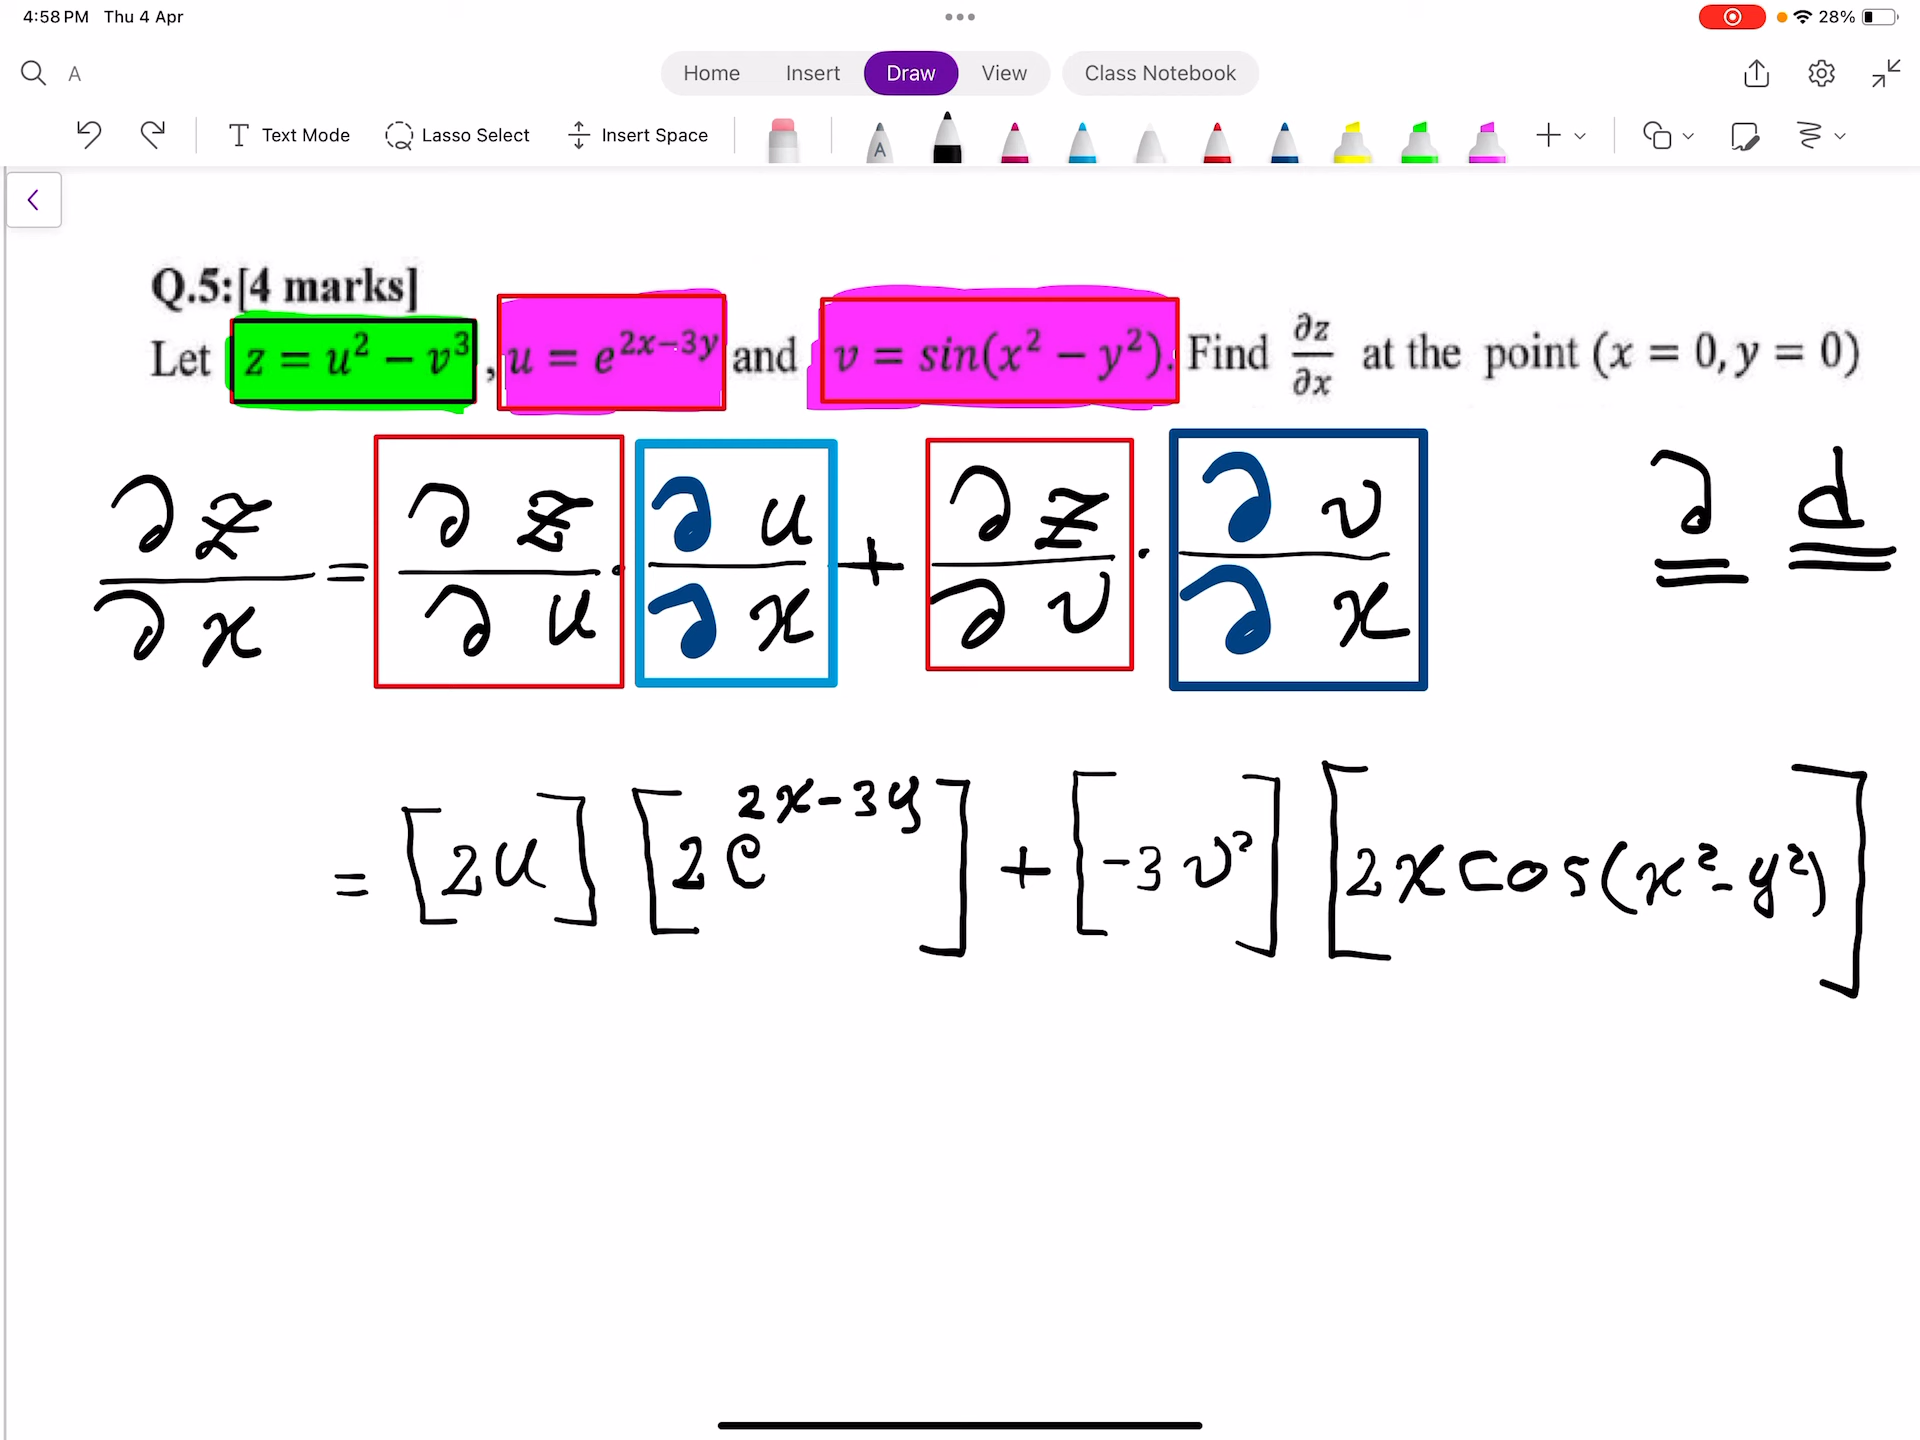 4:58 PM Thu 4 Apr 28%
A Home Insert Draw View Class Notebook
Text Mode Lasso Select Insert Space A
Q.5:[4 marks]
Let z = u² − v³ , u = e^{2x−3y} and v = sin(x² − y²). Find ∂z/∂x at the point (x = 0, y = 0)
∂z/∂x = ∂z/∂u · ∂u/∂x + ∂z/∂v · ∂v/∂x ∂ d
= [2u] [2e^{2x-3y}] + [-3v²] [2x cos(x²-y²)]